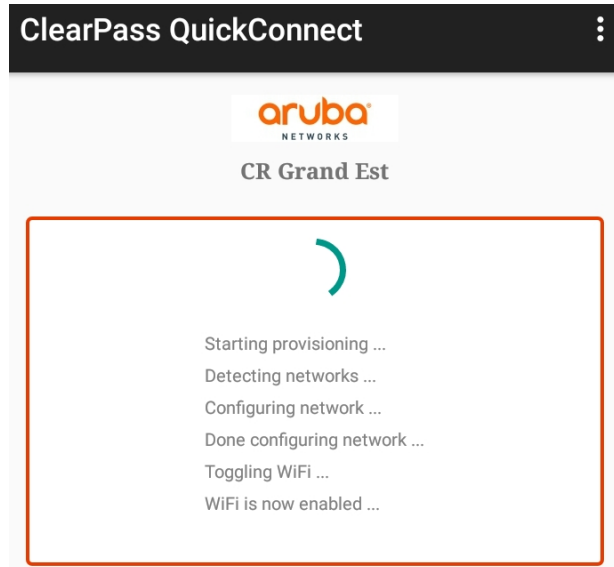 ClearPass QuickConnect
aruba
NETWORKS
CR Grand Est
Starting provisioning ...
Detecting networks ...
Configuring network ...
Done configuring network ...
Toggling WiFi ...
WiFi is now enabled ...